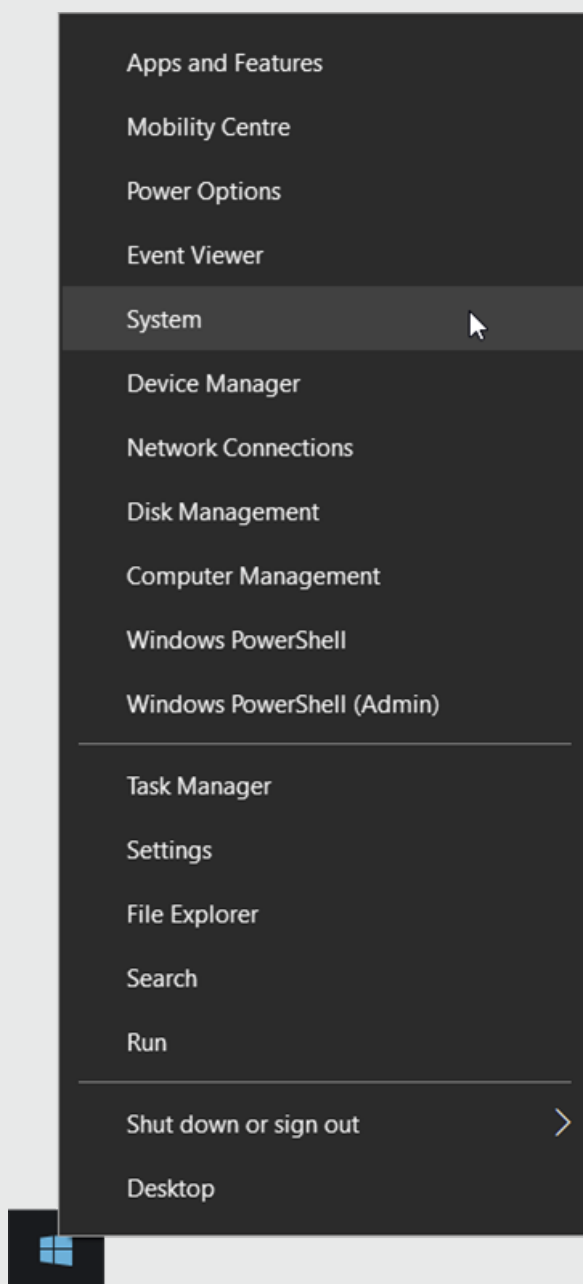 Apps and Features
Mobility Centre
Power Options
Event Viewer
System
Device Manager
Network Connections
Disk Management
Computer Management
Windows PowerShell
Windows PowerShell (Admin)
Task Manager
Settings
File Explorer
Search
Run
Shut down or sign out
Desktop